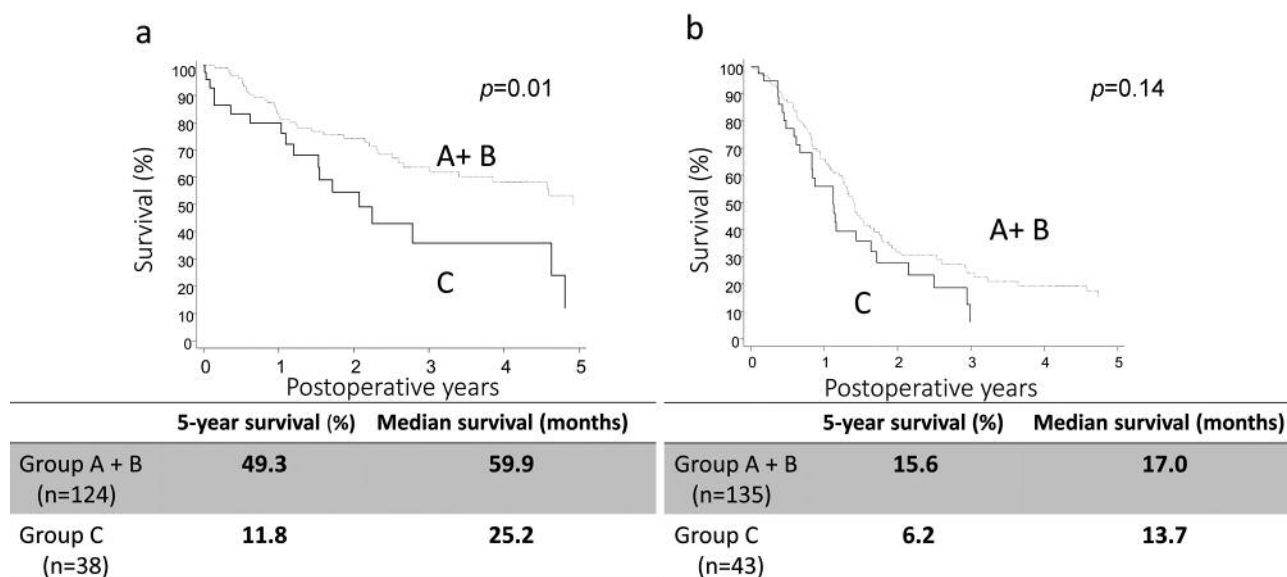 a
100
90
80
70
60
50
40
30
20
10
0
Survival (%)
p=0.01
A+ B
C
0 1 2 3 4 5
Postoperative years
5-year survival (%) Median survival (months)
Group A + B 49.3 59.9
(n=124)
Group C 11.8 25.2
(n=38)
b
100
90
80
70
60
50
40
30
20
10
0
Survival (%)
p=0.14
A+ B
C
0 1 2 3 4 5
Postoperative years
5-year survival (%) Median survival (months)
Group A + B 15.6 17.0
(n=135)
Group C 6.2 13.7
(n=43)